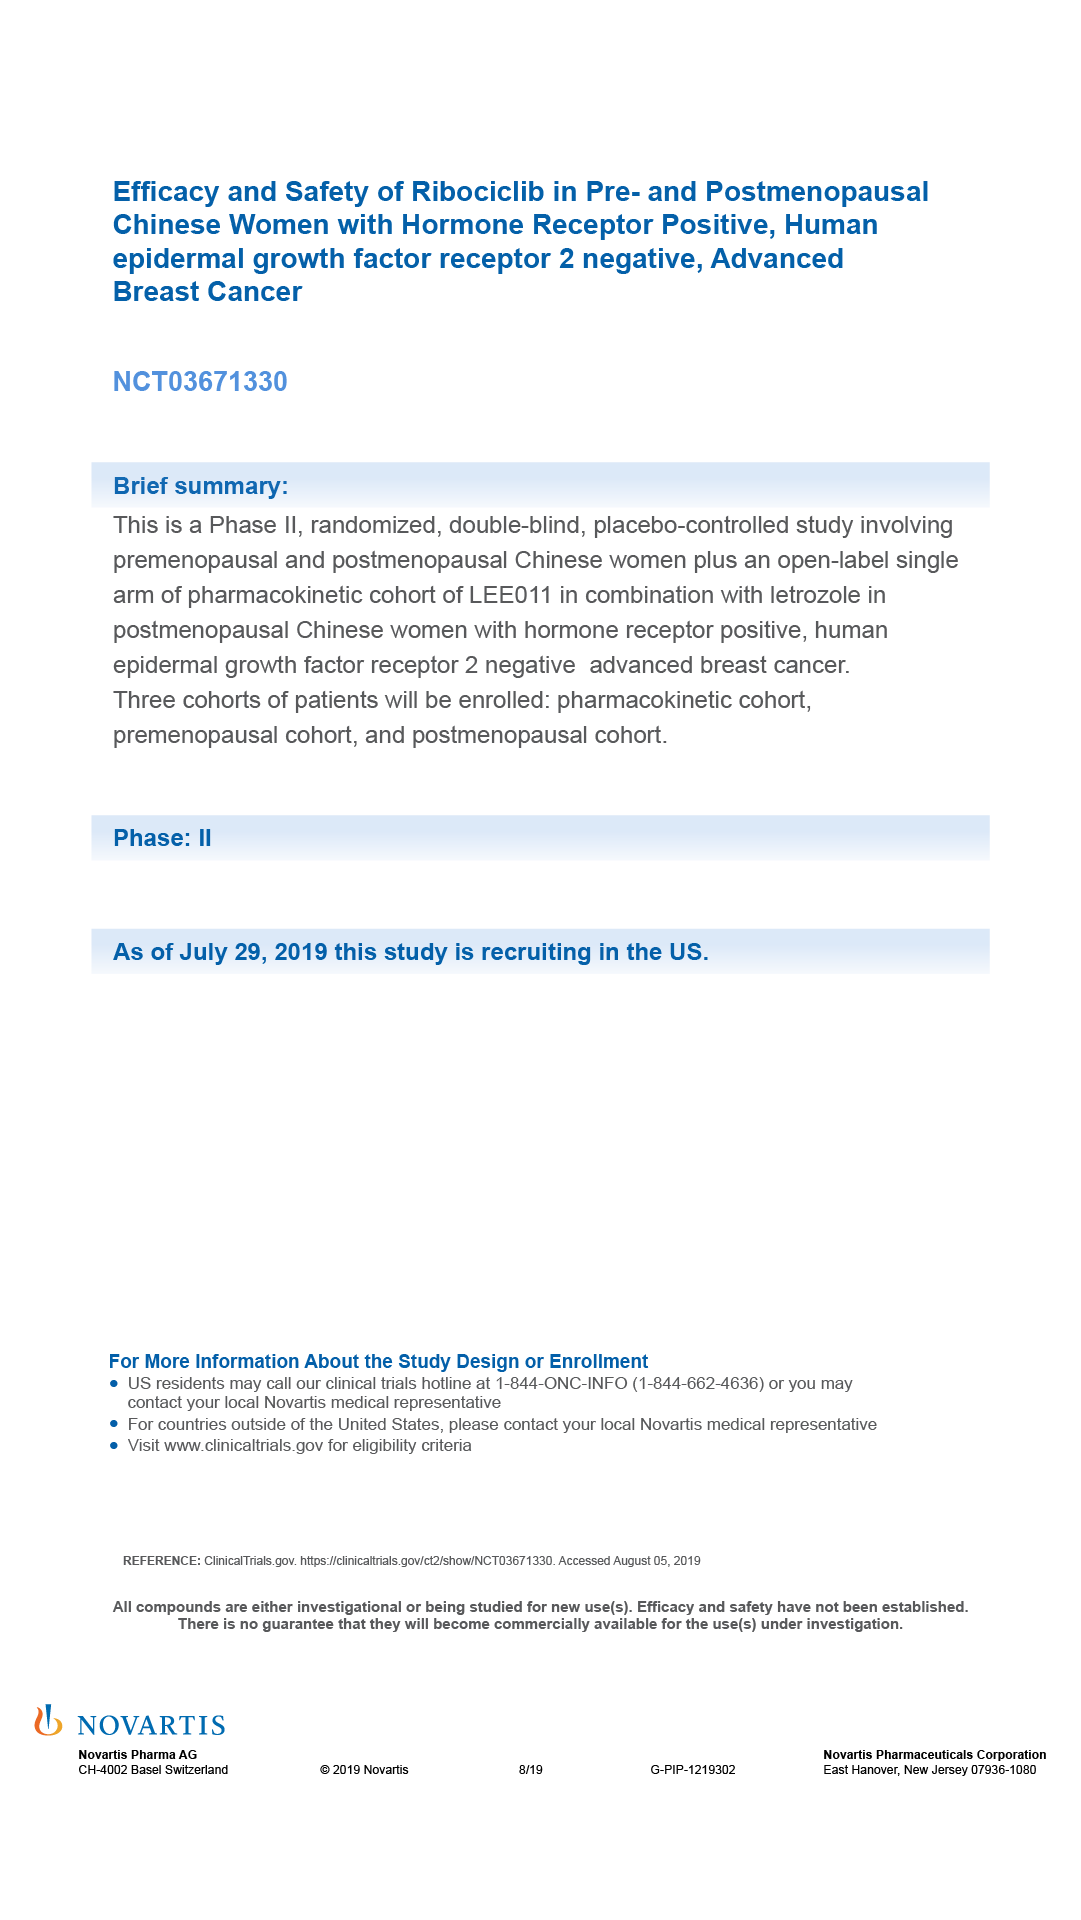 Efficacy and Safety of Ribociclib in Pre- and Postmenopausal
Chinese Women with Hormone Receptor Positive, Human
epidermal growth factor receptor 2 negative, Advanced
Breast Cancer
NCT03671330
Brief summary:
This is a Phase II, randomized, double-blind, placebo-controlled study involving
premenopausal and postmenopausal Chinese women plus an open-label single
arm of pharmacokinetic cohort of LEE011 in combination with letrozole in
postmenopausal Chinese women with hormone receptor positive, human
epidermal growth factor receptor 2 negative  advanced breast cancer.
Three cohorts of patients will be enrolled: pharmacokinetic cohort,
premenopausal cohort, and postmenopausal cohort.
Phase: II
As of July 29, 2019 this study is recruiting in the US.
For More Information About the Study Design or Enrollment
● US residents may call our clinical trials hotline at 1-844-ONC-INFO (1-844-662-4636) or you may
contact your local Novartis medical representative
● For countries outside of the United States, please contact your local Novartis medical representative
● Visit www.clinicaltrials.gov for eligibility criteria
REFERENCE: ClinicalTrials.gov. https://clinicaltrials.gov/ct2/show/NCT03671330. Accessed August 05, 2019
All compounds are either investigational or being studied for new use(s). Efficacy and safety have not been established.
There is no guarantee that they will become commercially available for the use(s) under investigation.
NOVARTIS
Novartis Pharma AG
CH-4002 Basel Switzerland
© 2019 Novartis
8/19
G-PIP-1219302
Novartis Pharmaceuticals Corporation
East Hanover, New Jersey 07936-1080